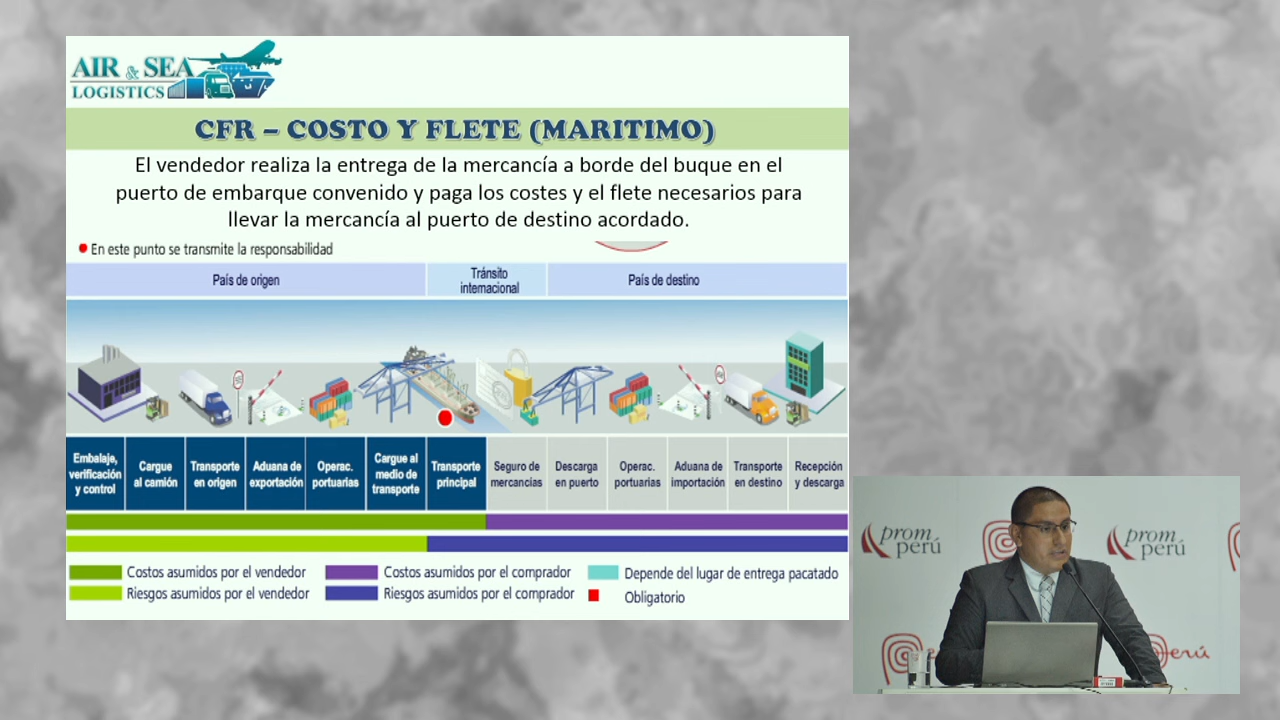 AIR & SEA
LOGISTICS
CFR – COSTO Y FLETE (MARITIMO)
El vendedor realiza la entrega de la mercancía a borde del buque en el
puerto de embarque convenido y paga los costes y el flete necesarios para
llevar la mercancía al puerto de destino acordado.
En este punto se transmite la responsabilidad
País de origen
Tránsito
internacional
País de destino
Embalaje,
verificación
y control
Cargue
al camión
Transporte
en origen
Aduana de
exportación
Operac.
portuarias
Cargue al
medio de
transporte
Transporte
principal
Seguro de
mercancías
Descarga
en puerto
Operac.
portuarias
Aduana de
importación
Transporte
en destino
Recepción
y descarga
Costos asumidos por el vendedor
Costos asumidos por el comprador
Depende del lugar de entrega pacatado
Riesgos asumidos por el vendedor
Riesgos asumidos por el comprador
Obligatorio
prom
perú
prom
perú